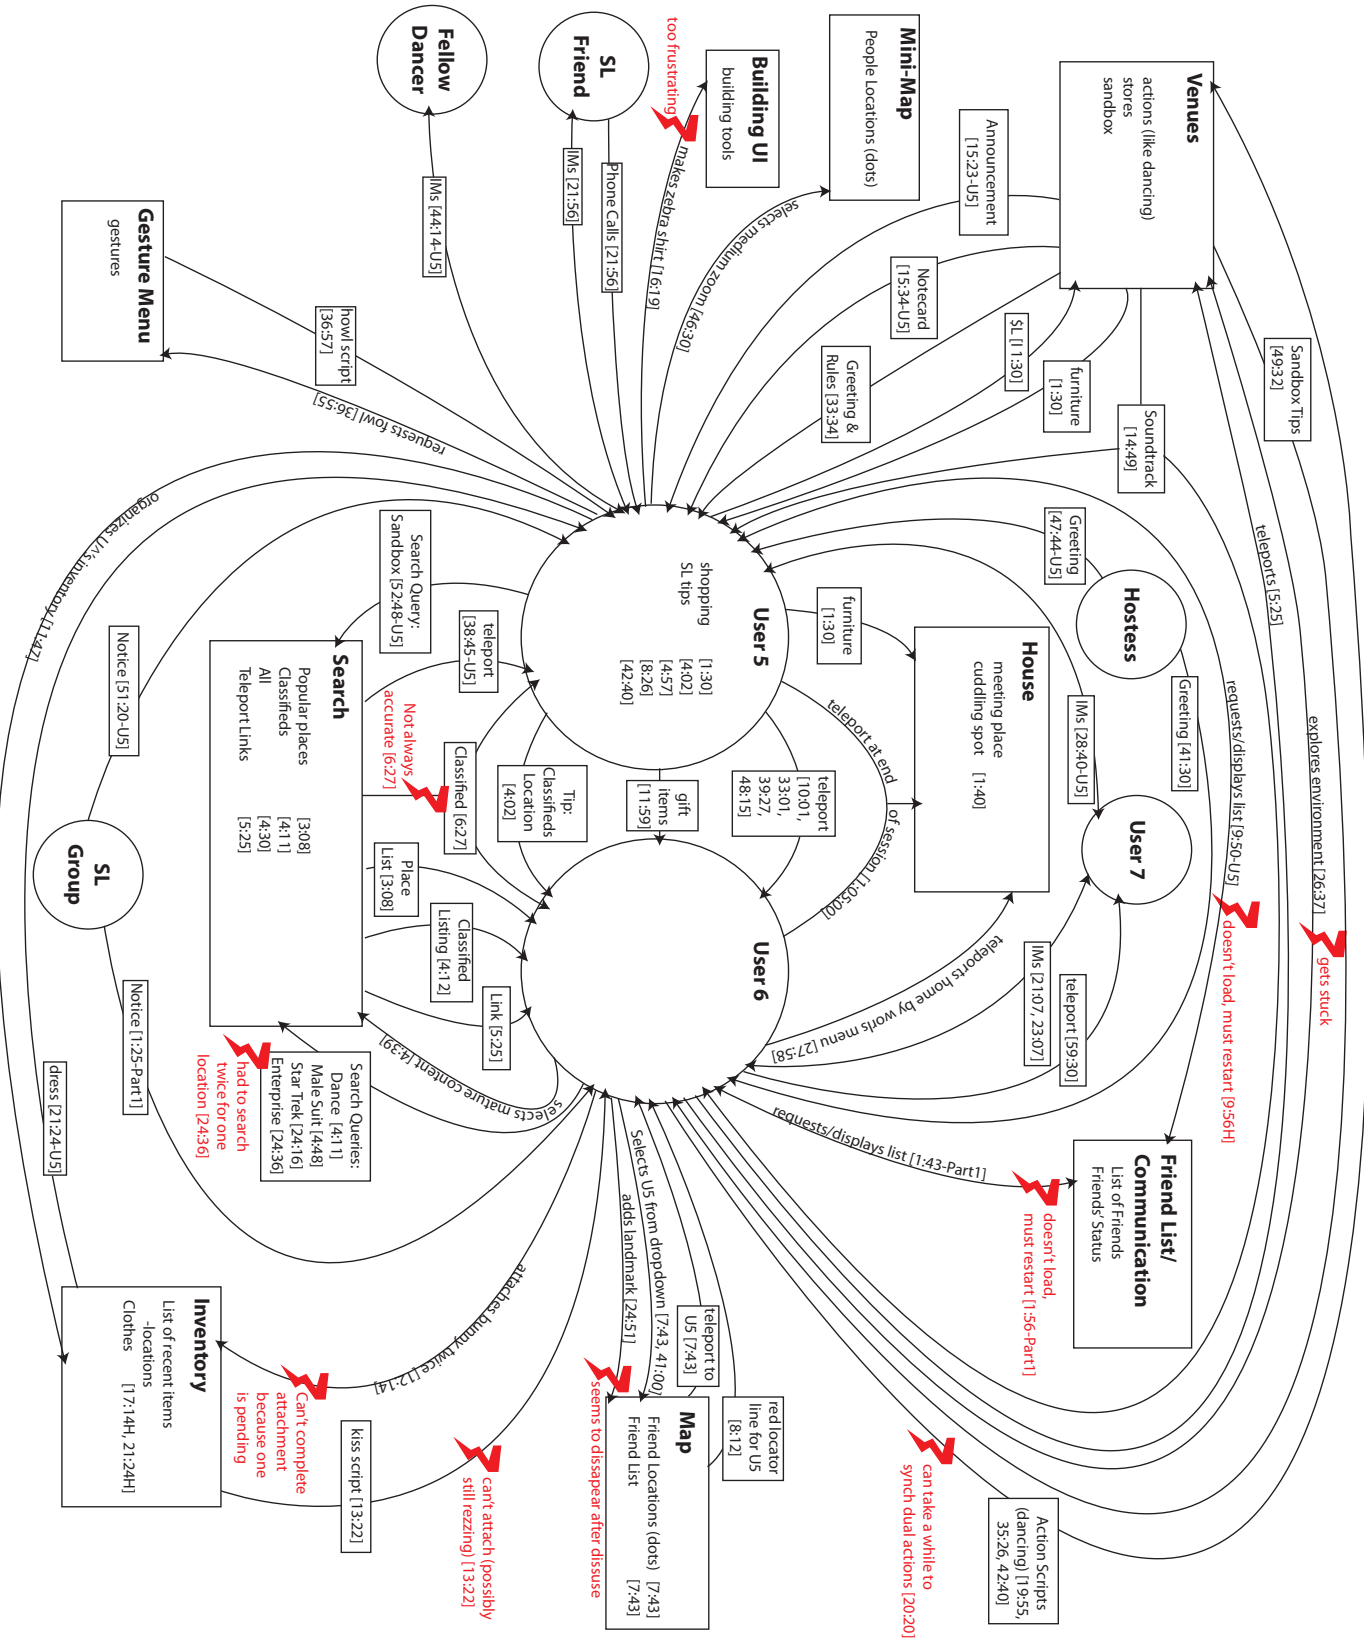 Venues
actions (like dancing)
stores
sandbox
Mini-Map
People Locations (dots)
Building UI
building tools
too frustrating
SL
Friend
Fellow
Dancer
Gesture Menu
gestures
Announcement
[15:23-U5]
Notecard
[15:34-U5]
Greeting &
Rules [33:34]
$L [I 1:30]
furniture
[1:30]
Soundtrack
[14:49]
Sandbox Tips
[49:32]
selects medium zoom [46:30]
makes zebra shirt [16:19]
Phone Calls [21:56]
IMs [21:56]
IMs [44:14-U5]
howl script
[36:57]
requests fowl [36:55]
organizes U^'s inventory [11:47]
teleports [5:25]
explores environment [26:37]
gets stuck
requests/displays list [9:50-U5]
doesn't load, must restart [9:56H]
Hostess
Greeting
[47:44-U5]
Greeting [41:30]
User 7
IMs [28:40-U5]
IMs [21:07, 23:07]
teleport [59:30]
House
meeting place
cuddling spot [1:40]
furniture
[1:30]
teleport at end of session [1:05:00]
teleports home by worls menu [27:58]
User 5
shopping [1:30]
SL tips [4:02]
[4:57]
[8:26]
[42:40]
User 6
teleport
[10:01,
33:01,
39:27,
48:15]
gift
items
[11:59]
Tip:
Classifieds
Location
[4:02]
Classified [6:27]
Not always
accurate [6:27]
teleport
[38:45-U5]
Search Query:
Sandbox [52:48-U5]
Search
Popular places [3:08]
Classifieds [4:11]
All [4:30]
Teleport Links [5:25]
Place
List [3:08]
Classified
Listing [4:12]
Link [5:25]
selects mature content [4:39]
Search Queries:
Dance [4:11]
Male Suit [4:48]
Star Trek [24:16]
Enterprise [24:36]
had to search
twice for one
location [24:36]
SL
Group
Notice [51:20-U5]
Notice [1:25-Part1]
dress [21:24-U5]
Friend List/
Communication
List of Friends
Friends' Status
requests/displays list [1:43-Part1]
doesn't load,
must restart [1:56-Part1]
Map
Friend Locations (dots) [7:43]
Friend List [7:43]
red locator
line for U5
[8:12]
teleport to
U5 [7:43]
Selects U5 from dropdown [7:43, 41:00]
adds landmark [24:51]
seems to dissapear after dissuse
Action Scripts
(dancing) [19:55,
35:26, 42:40]
can take a while to
synch dual actions [20:20]
Inventory
List of recent items
-locations
Clothes [17:14H, 21:24H]
attaches bunny twice [12:14]
Can't complete
attachment
because one
is pending
kiss script [13:22]
can't attach (possibly
still rezzing) [13:22]